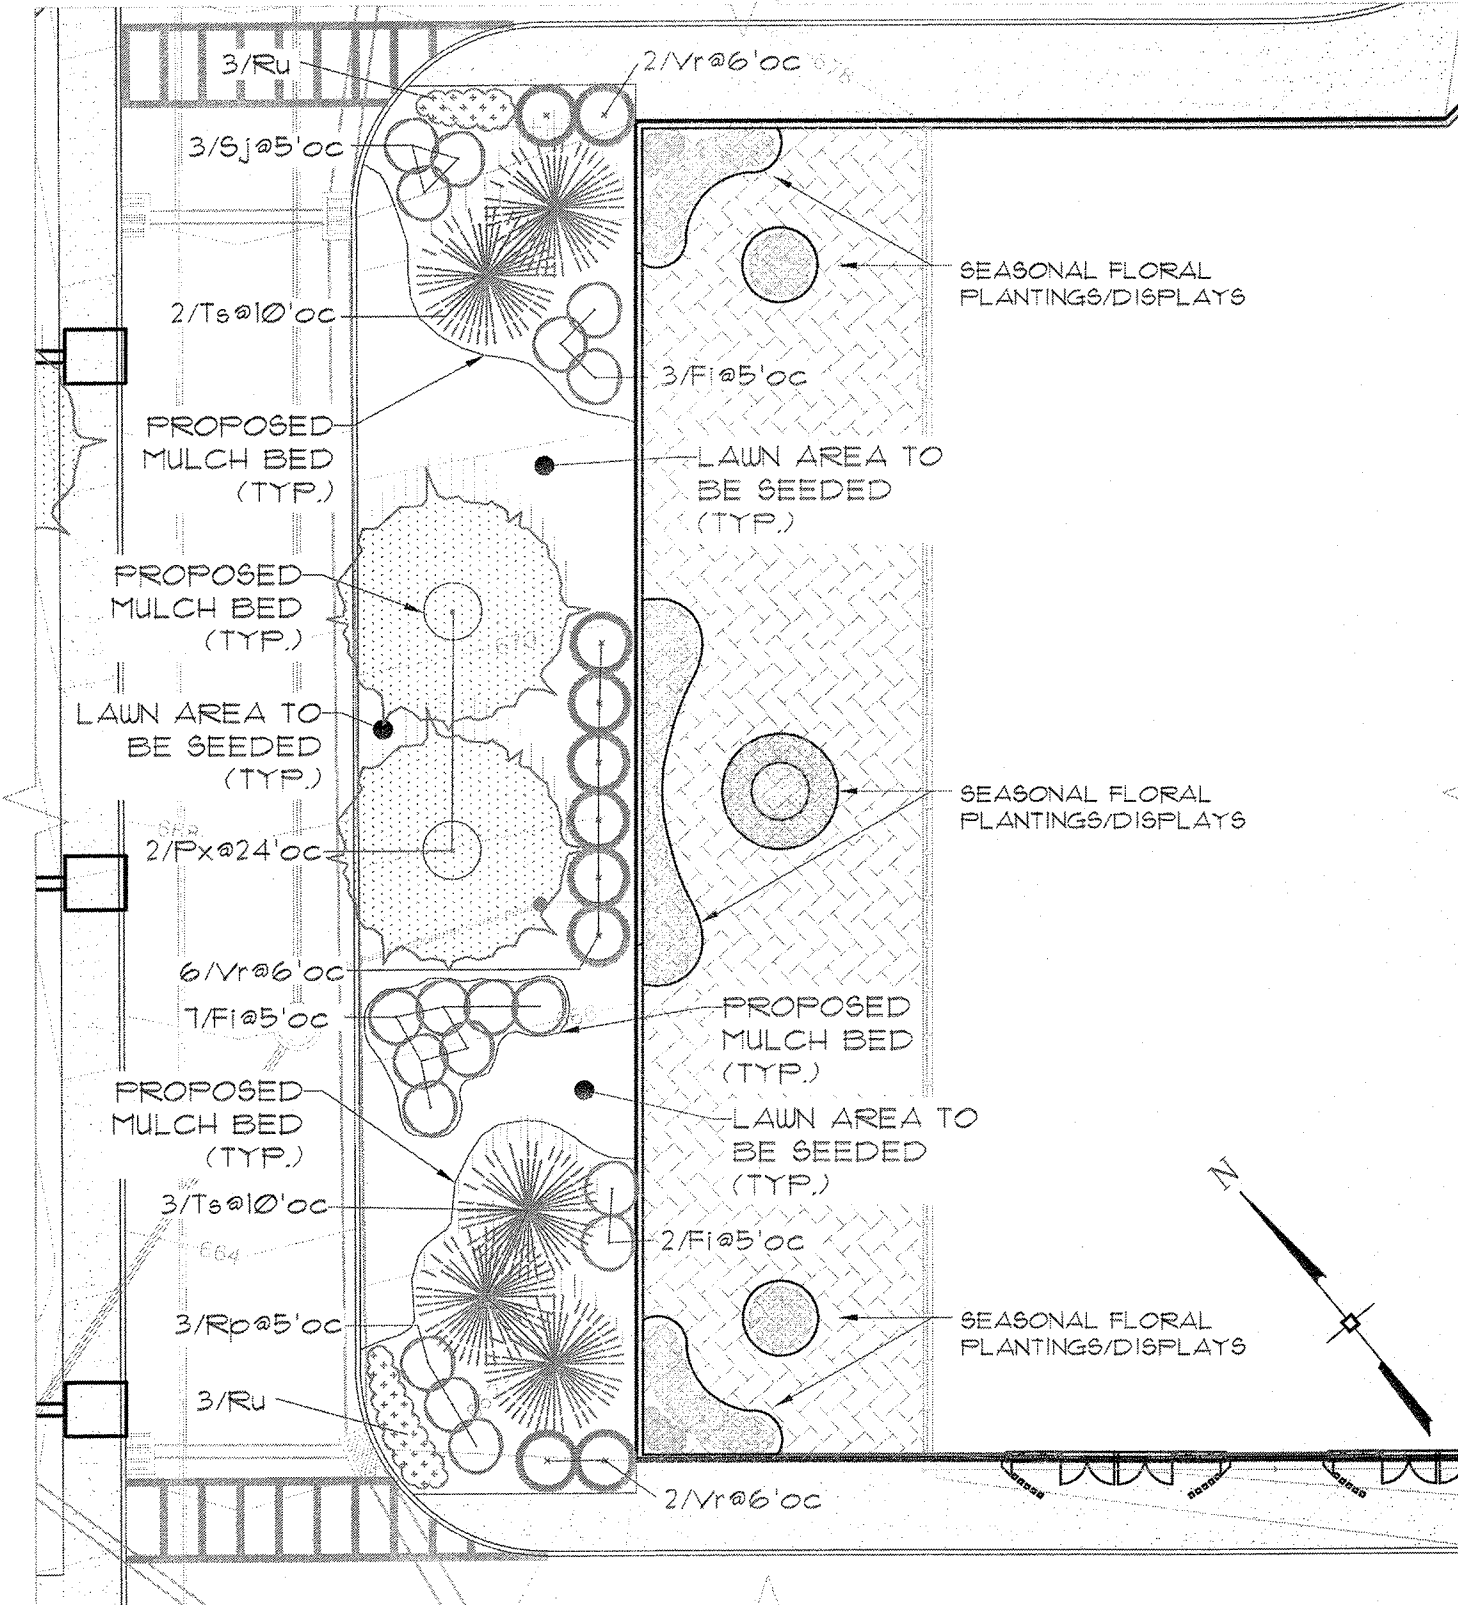 3/Ru
2/Vr@6'oc
678
3/Sj@5'oc
SEASONAL FLORAL
PLANTINGS/DISPLAYS
2/Ts@10'oc
3/Fi@5'oc
PROPOSED
MULCH BED
(TYP.)
LAWN AREA TO
BE SEEDED
(TYP.)
PROPOSED
MULCH BED
(TYP.)
670
LAWN AREA TO
BE SEEDED
(TYP.)
SEASONAL FLORAL
PLANTINGS/DISPLAYS
2/Px@24'oc
6/Vr@6'oc
7/Fi@5'oc
PROPOSED
MULCH BED
(TYP.)
PROPOSED
MULCH BED
(TYP.)
LAWN AREA TO
BE SEEDED
(TYP.)
N
3/Ts@10'oc
664
2/Fi@5'oc
3/Rp@5'oc
SEASONAL FLORAL
PLANTINGS/DISPLAYS
3/Ru
2/Vr@6'oc